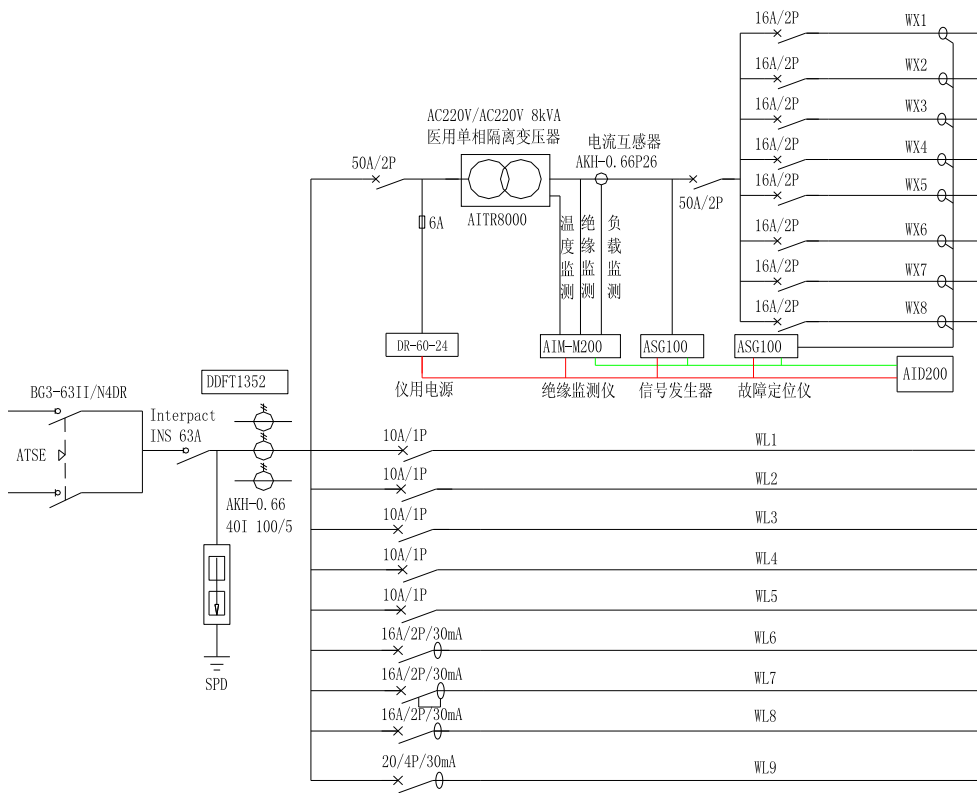 16A/2P
WX1
16A/2P
WX2
16A/2P
WX3
16A/2P
WX4
16A/2P
WX5
16A/2P
WX6
16A/2P
WX7
16A/2P
WX8
AC220V/AC220V 8kVA
医用单相隔离变压器
电流互感器
AKH-0.66P26
50A/2P
50A/2P
AITR8000
6A
温度监测
绝缘监测
负载监测
DR-60-24
AIM-M200
ASG100
ASG100
AID200
仪用电源
绝缘监测仪
信号发生器
故障定位仪
BG3-63II/N4DR
DDFT1352
Interpact
INS 63A
ATSE
AKH-0.66
40I 100/5
SPD
10A/1P
WL1
10A/1P
WL2
10A/1P
WL3
10A/1P
WL4
10A/1P
WL5
16A/2P/30mA
WL6
16A/2P/30mA
WL7
16A/2P/30mA
WL8
20/4P/30mA
WL9